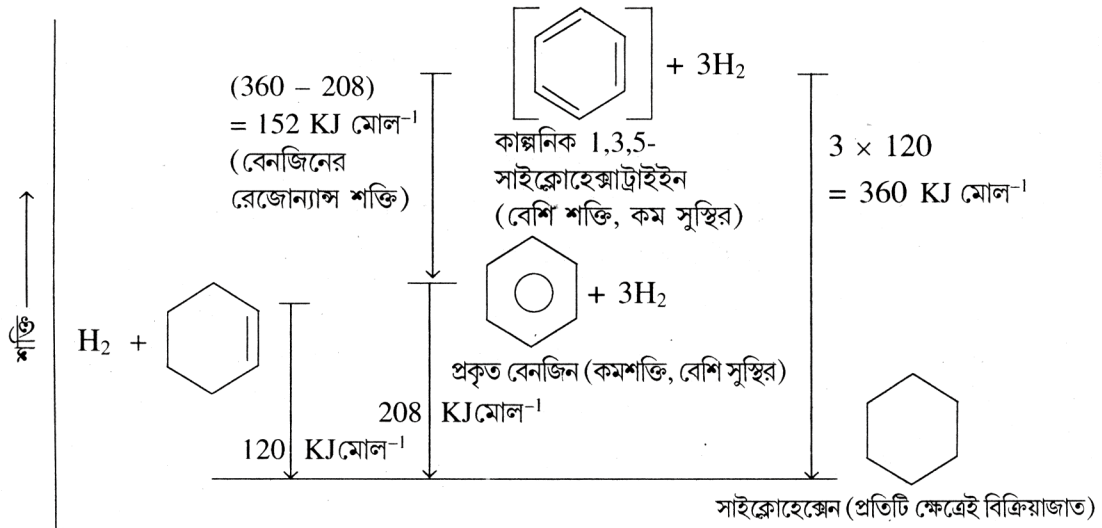 + 3H₂
(360 – 208)
= 152 KJ মোল⁻¹
(বেনজিনের
রেজোন্যান্স শক্তি)
কাল্পনিক 1,3,5-
সাইক্লোহেক্সাট্রাইইন
(বেশি শক্তি, কম সুস্থির)
3 × 120
= 360 KJ মোল⁻¹
শক্তি
H₂ +
+ 3H₂
প্রকৃত বেনজিন (কমশক্তি, বেশি সুস্থির)
208 KJমোল⁻¹
120 KJমোল⁻¹
সাইক্লোহেক্সেন (প্রতিটি ক্ষেত্রেই বিক্রিয়াজাত)